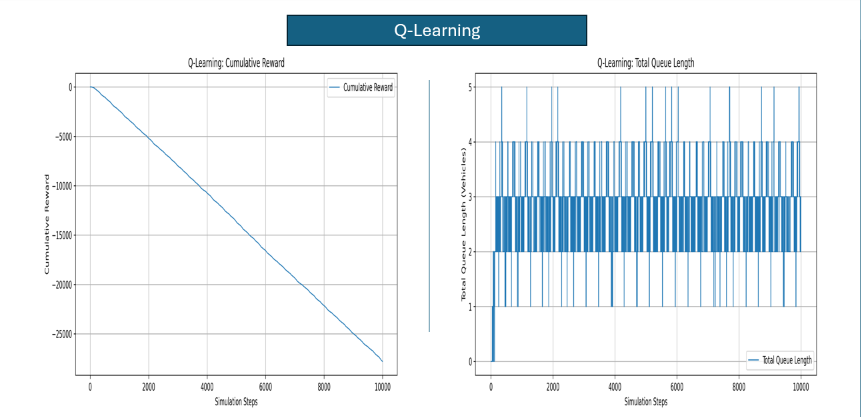 Q-Learning
Q-Learning: Cumulative Reward
Cumulative Reward
0
−5000
−10000
−15000
−20000
−25000
Cumulative Reward
0
2000
4000
6000
8000
10000
Simulation Steps
Q-Learning: Total Queue Length
5
4
3
2
1
0
Total Queue Length (Vehicles)
Total Queue Length
0
2000
4000
6000
8000
10000
Simulation Steps